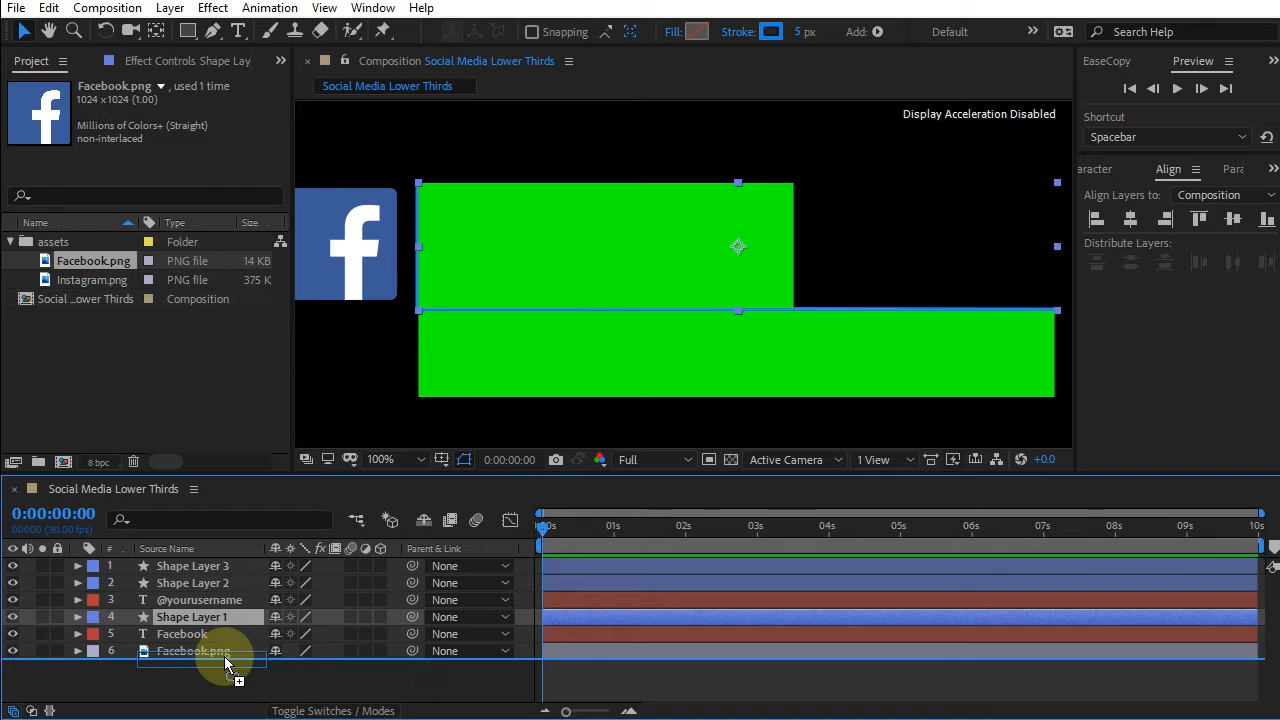 File Edit Composition Layer Effect Animation View Window Help
Snapping Fill: Stroke: 5 px Add: Default Search Help
Project Effect Controls Shape Lay Composition Social Media Lower Thirds EaseCopy Preview
Social Media Lower Thirds
Facebook.png , used 1 time
1024 x1024 (1.00)
Millions of Colors+ (Straight)
non-interlaced
Display Acceleration Disabled
Shortcut
Spacebar
aracter Align Para
Align Layers to: Composition
Distribute Layers:
Name Type Size
assets Folder
Facebook.png PNG file 14 KB
Instagram.png PNG file 375 K
Social ...ower Thirds Composition
8 bpc 100% 0:00:00:00 Full Active Camera 1 View +0.0
Social Media Lower Thirds
0:00:00:00
00000 (30.00 fps)
:00s 01s 02s 03s 04s 05s 06s 07s 08s 09s 10s
# Source Name fx Parent & Link
1 Shape Layer 3 None
2 Shape Layer 2 None
3 T @yourusername None
4 Shape Layer 1 None
5 T Facebook None
6 Facebook.png None
Toggle Switches / Modes